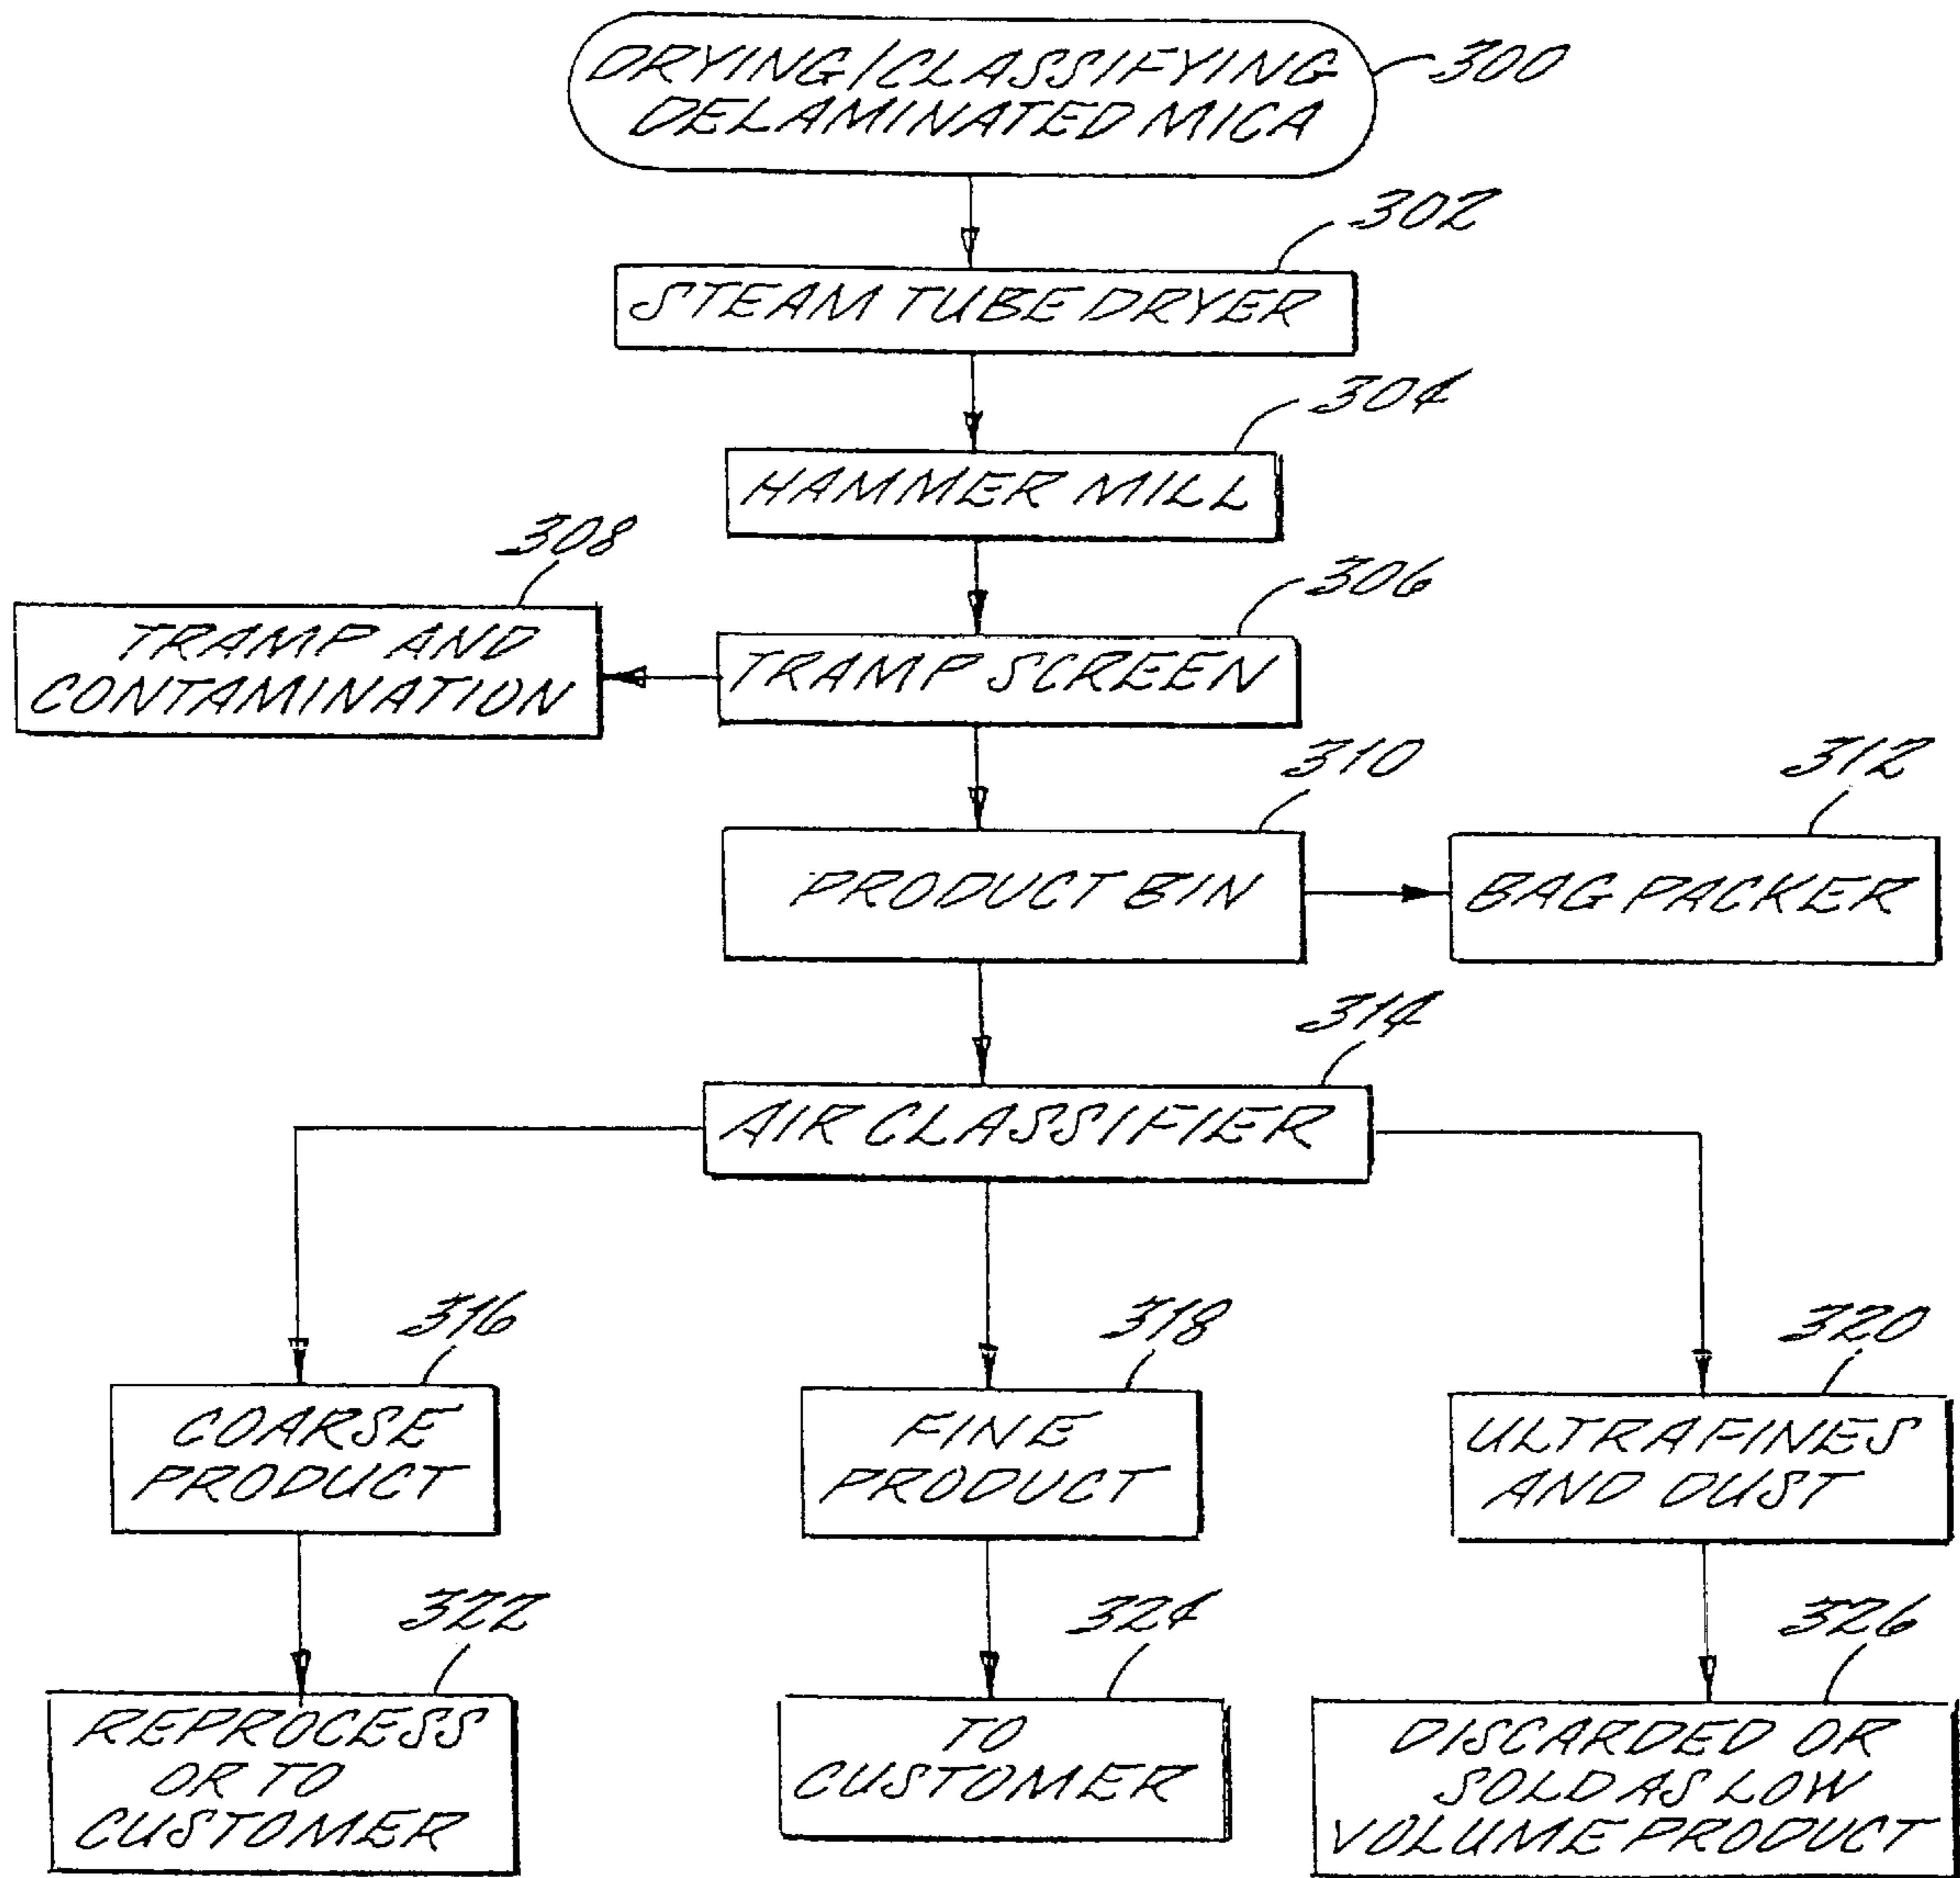 DRYING/CLASSIFYING
DELAMINATED MICA
300
302
STEAM TUBE DRYER
304
HAMMER MILL
308
306
TRAMP AND
CONTAMINATION
TRAMP SCREEN
310
312
PRODUCT BIN
BAG PACKER
314
AIR CLASSIFIER
316
318
320
COARSE
PRODUCT
FINE
PRODUCT
ULTRAFINES
AND DUST
322
324
326
REPROCESS
OR TO
CUSTOMER
TO
CUSTOMER
DISCARDED OR
SOLD AS LOW
VOLUME PRODUCT